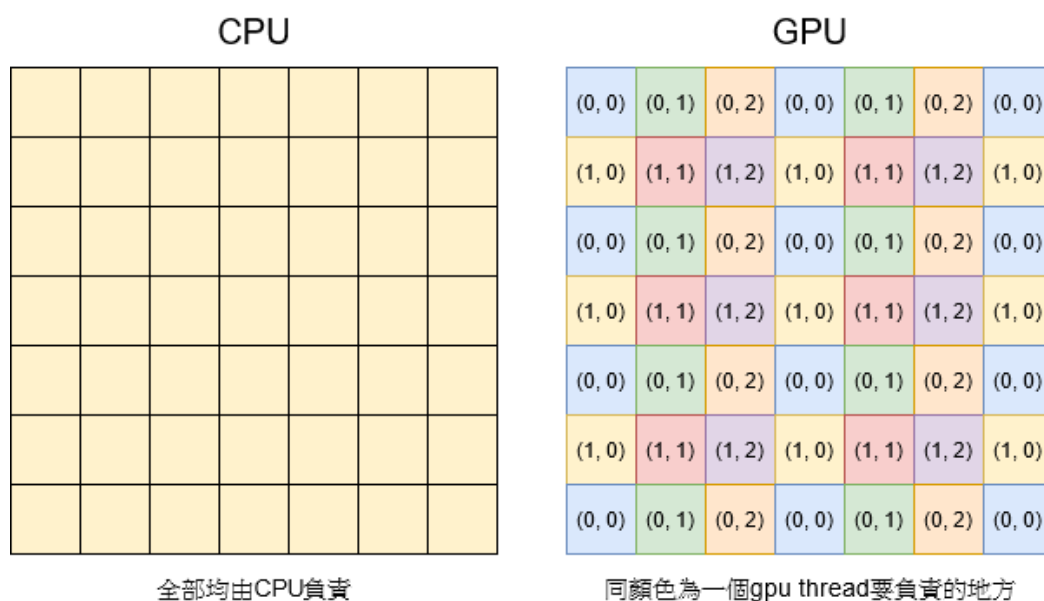 CPU
GPU
(0, 0) (0, 1) (0, 2) (0, 0) (0, 1) (0, 2) (0, 0)
(1, 0) (1, 1) (1, 2) (1, 0) (1, 1) (1, 2) (1, 0)
(0, 0) (0, 1) (0, 2) (0, 0) (0, 1) (0, 2) (0, 0)
(1, 0) (1, 1) (1, 2) (1, 0) (1, 1) (1, 2) (1, 0)
(0, 0) (0, 1) (0, 2) (0, 0) (0, 1) (0, 2) (0, 0)
(1, 0) (1, 1) (1, 2) (1, 0) (1, 1) (1, 2) (1, 0)
(0, 0) (0, 1) (0, 2) (0, 0) (0, 1) (0, 2) (0, 0)
全部均由CPU負責
同顏色為一個gpu thread要負責的地方